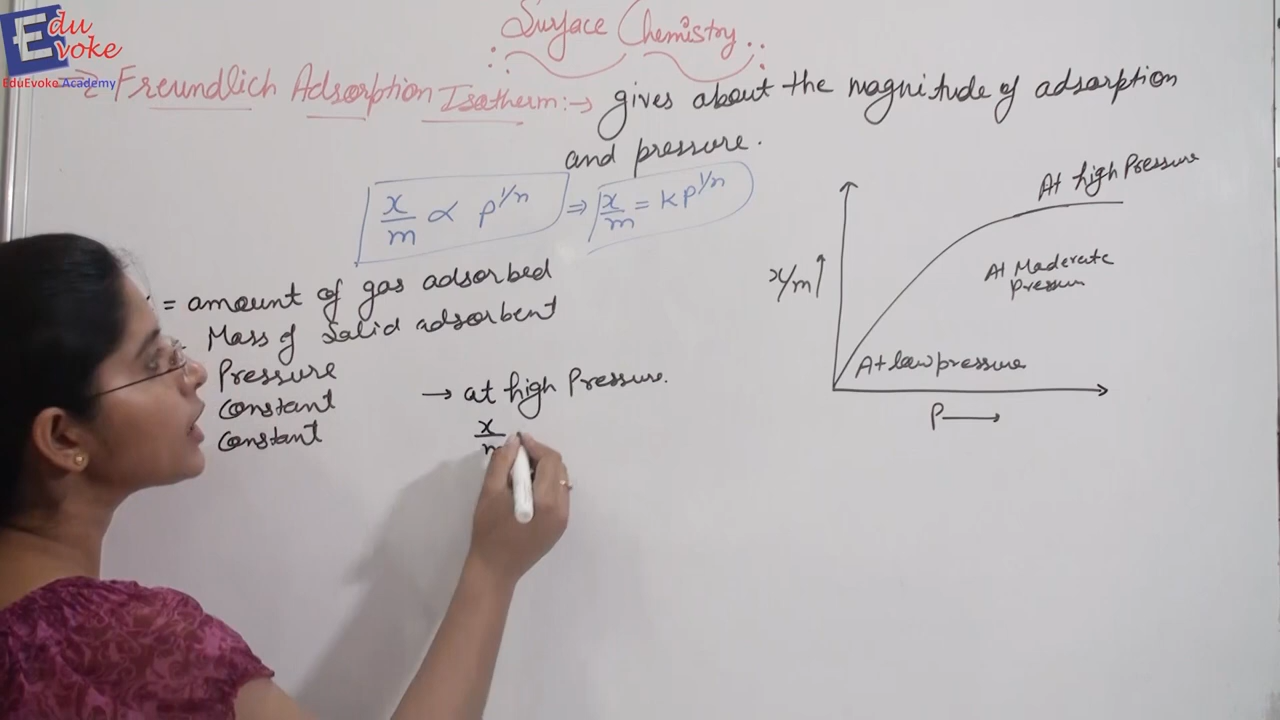 Edu
Evoke
EduEvoke Academy
Surface Chemistry
Freundlich Adsorption Isotherm:→ gives about the magnitude of adsorption
and pressure.
x/m ∝ p^1/n ⇒ x/m = kp^1/n
= amount of gas adsorbed
Mass of Solid adsorbent
Pressure
Constant
Constant
→ at high Pressure.
x/m
At high Pressure
x/m ↑
At Moderate
pressure
At low pressure
P →